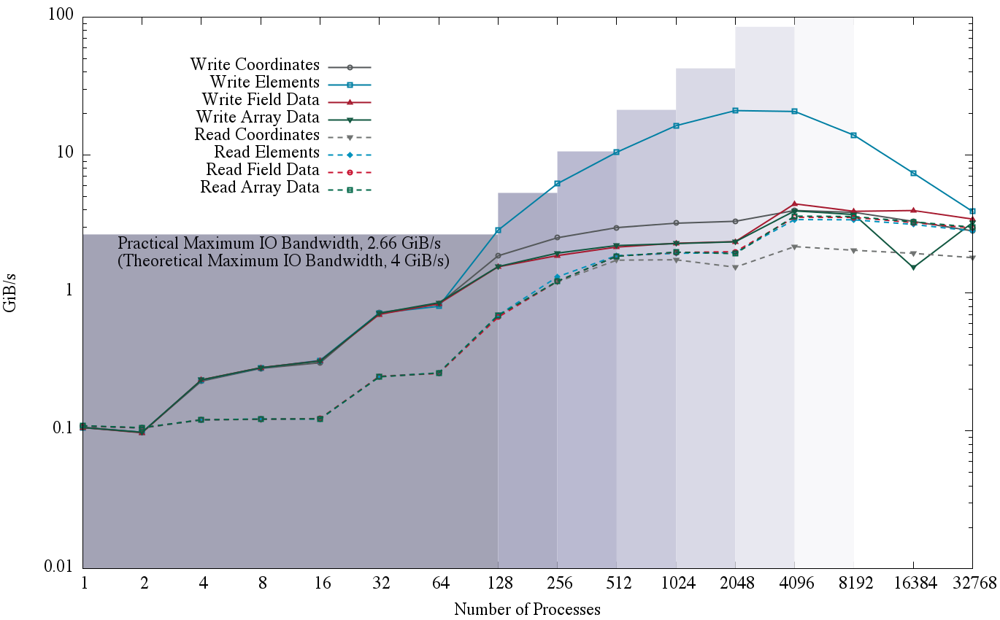 100
10
1
0.1
0.01
GiB/s
Write Coordinates
Write Elements
Write Field Data
Write Array Data
Read Coordinates
Read Elements
Read Field Data
Read Array Data
Practical Maximum IO Bandwidth, 2.66 GiB/s
(Theoretical Maximum IO Bandwidth, 4 GiB/s)
1 2 4 8 16 32 64 128 256 512 1024 2048 4096 8192 16384 32768
Number of Processes